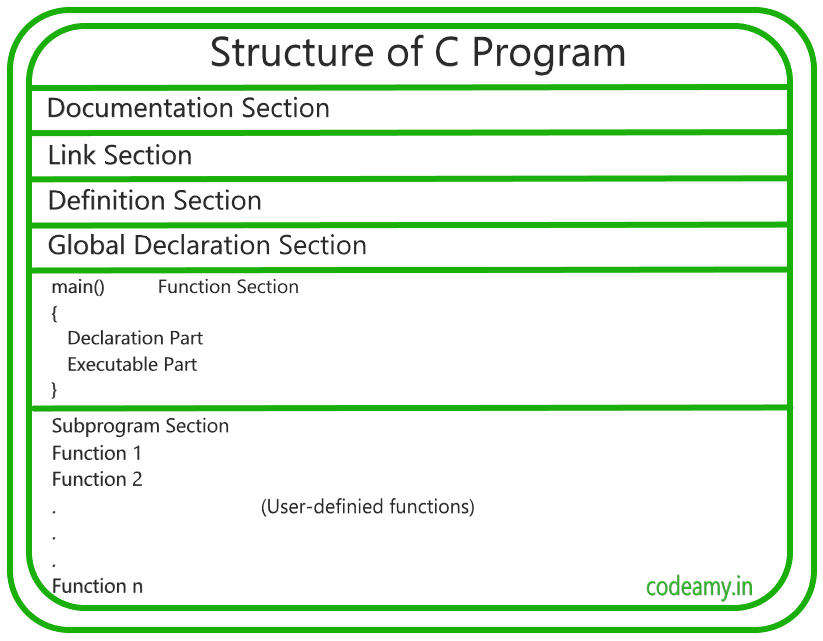 Structure of C Program
Documentation Section
Link Section
Definition Section
Global Declaration Section
main() Function Section
{
Declaration Part
Executable Part
}
Subprogram Section
Function 1
Function 2
. (User-definied functions)
.
.
Function n
codeamy.in